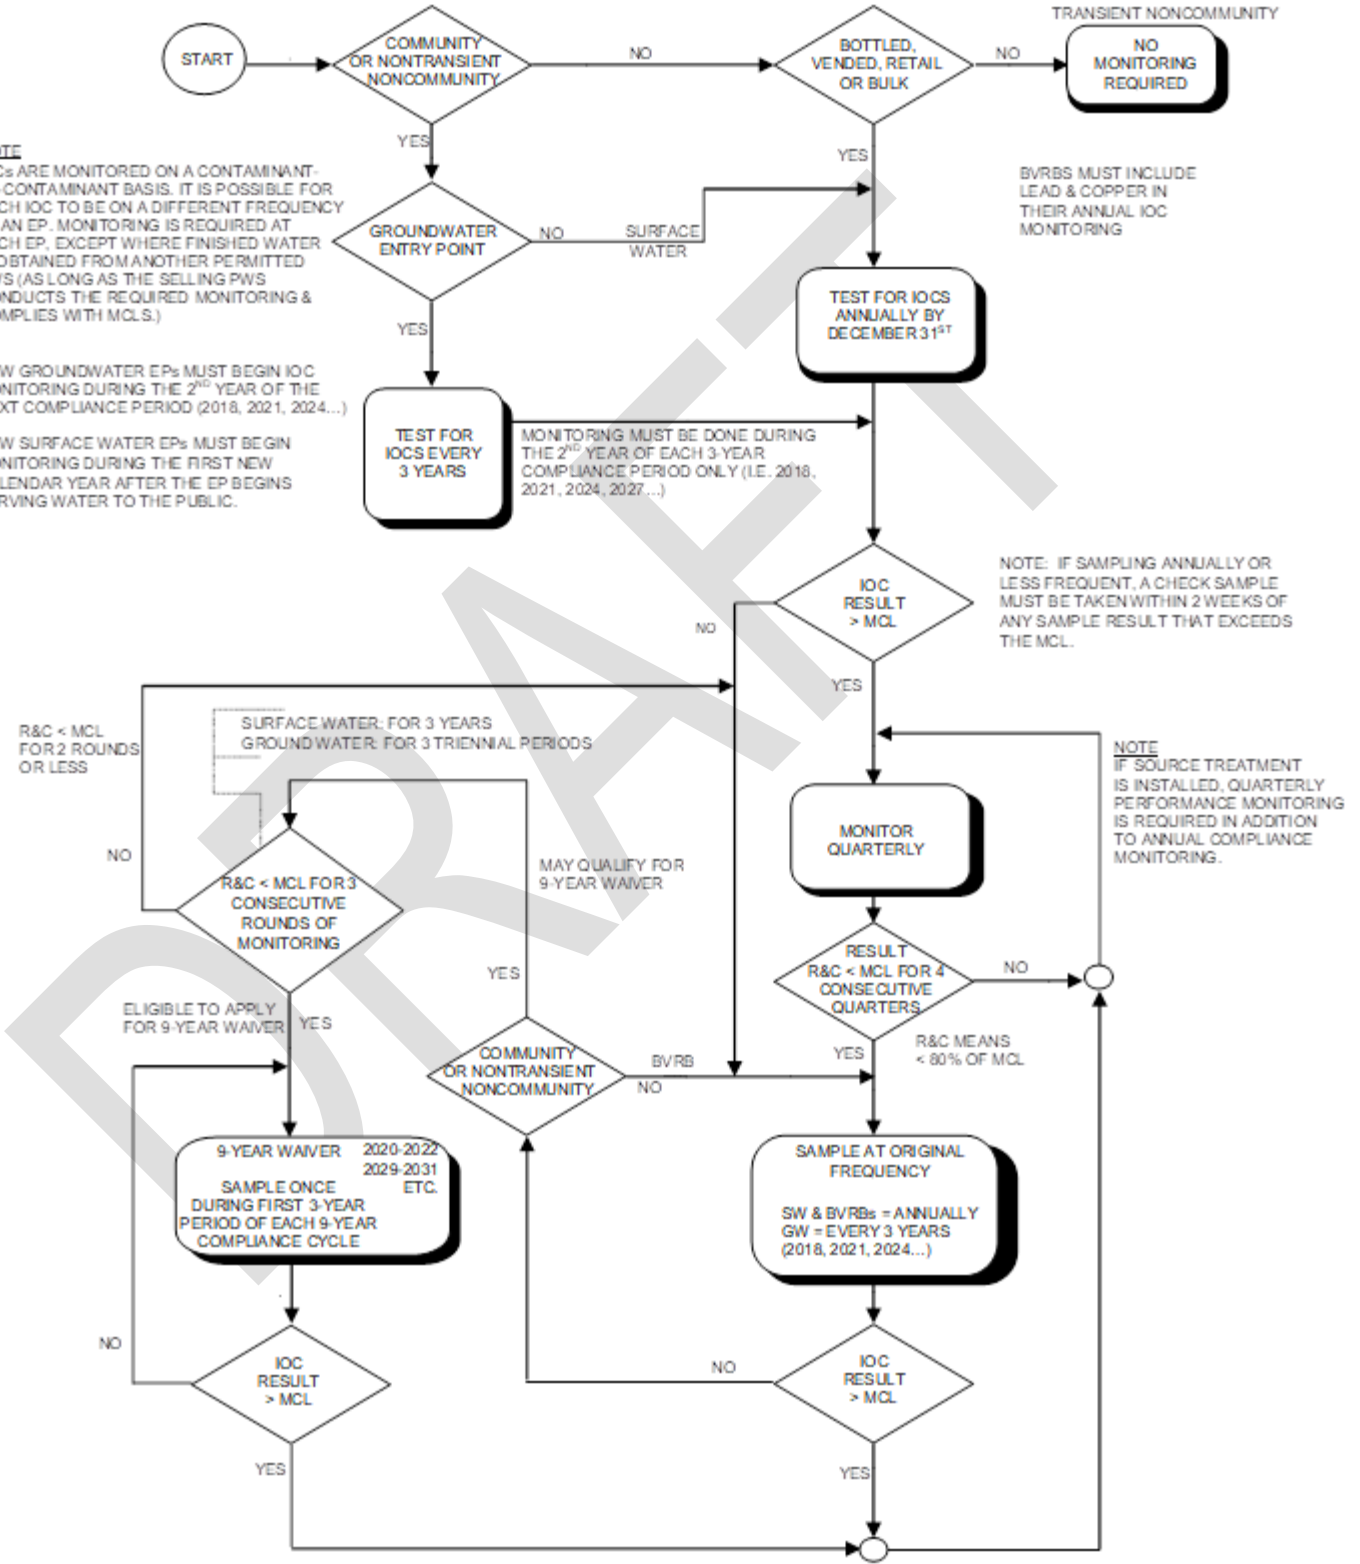 TRANSIENT NONCOMMUNITY
START
COMMUNITY
OR NONTRANSIENT
NONCOMMUNITY
NO
BOTTLED,
VENDED, RETAIL
OR BULK
NO
NO
MONITORING
REQUIRED
YES
YES
BVRBS MUST INCLUDE
LEAD & COPPER IN
THEIR ANNUAL IOC
MONITORING
ARE MONITORED ON A CONTAMINANT-
CONTAMINANT BASIS. IT IS POSSIBLE FOR
IOC TO BE ON A DIFFERENT FREQUENCY
AN EP. MONITORING IS REQUIRED AT
EP, EXCEPT WHERE FINISHED WATER
OBTAINED FROM ANOTHER PERMITTED
(AS LONG AS THE SELLING PWS
THE REQUIRED MONITORING &
WITH MCLS.)
GROUNDWATER
ENTRY POINT
NO
SURFACE
WATER
YES
TEST FOR IOCS
ANNUALLY BY
DECEMBER 31ST
GROUNDWATER EPs MUST BEGIN IOC
DURING THE 2ND YEAR OF THE
COMPLIANCE PERIOD (2018, 2021, 2024...)
SURFACE WATER EPs MUST BEGIN
DURING THE FIRST NEW
YEAR AFTER THE EP BEGINS
WATER TO THE PUBLIC.
TEST FOR
IOCS EVERY
3 YEARS
MONITORING MUST BE DONE DURING
THE 2ND YEAR OF EACH 3-YEAR
COMPLIANCE PERIOD ONLY (I.E. 2018,
2021, 2024, 2027...)
IOC
RESULT
> MCL
NO
YES
NOTE: IF SAMPLING ANNUALLY OR
LESS FREQUENT, A CHECK SAMPLE
MUST BE TAKEN WITHIN 2 WEEKS OF
ANY SAMPLE RESULT THAT EXCEEDS
THE MCL.
R&C < MCL
FOR 2 ROUNDS
OR LESS
SURFACE WATER: FOR 3 YEARS
GROUNDWATER: FOR 3 TRIENNIAL PERIODS
NOTE
IF SOURCE TREATMENT
IS INSTALLED, QUARTERLY
PERFORMANCE MONITORING
IS REQUIRED IN ADDITION
TO ANNUAL COMPLIANCE
MONITORING.
MONITOR
QUARTERLY
NO
MAY QUALIFY FOR
9-YEAR WAIVER
R&C < MCL FOR 3
CONSECUTIVE
ROUNDS OF
MONITORING
YES
RESULT
R&C < MCL FOR 4
CONSECUTIVE
QUARTERS
NO
ELIGIBLE TO APPLY
FOR 9-YEAR WAIVER
YES
COMMUNITY
OR NONTRANSIENT
NONCOMMUNITY
BVRB
NO
YES
R&C MEANS
< 80% OF MCL
9-YEAR WAIVER 2020-2022
2029-2031
SAMPLE ONCE ETC.
DURING FIRST 3-YEAR
PERIOD OF EACH 9-YEAR
COMPLIANCE CYCLE
SAMPLE AT ORIGINAL
FREQUENCY
SW & BVRBs = ANNUALLY
GW = EVERY 3 YEARS
(2018, 2021, 2024...)
NO
IOC
RESULT
> MCL
NO
IOC
RESULT
> MCL
YES
YES
DRAFT